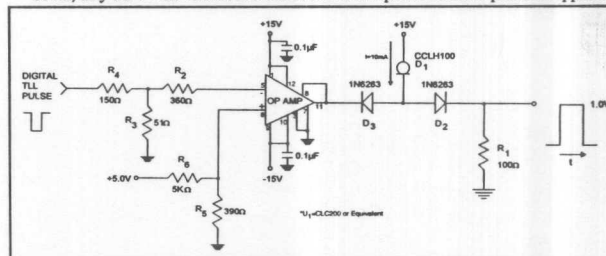 +15V
+15V
0.1µF
I=10mA
CCLH100
D1
DIGITAL
TLL
PULSE
R4
150Ω
R2
360Ω
R3
51Ω
OP AMP
12
11
10
1N6263
D3
1N6263
D2
1.0V
R1
100Ω
t
0.1µF
-15V
+5.0V
R6
5KΩ
R5
390Ω
*U1=CLC200 or Equivalent